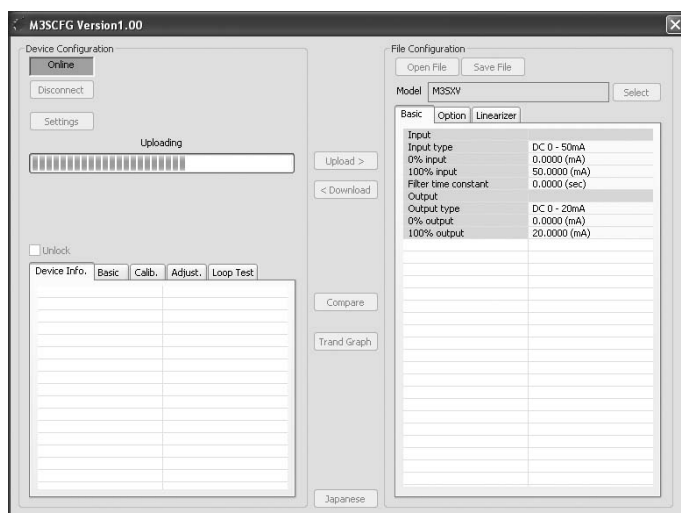 M3SCFG Version1.00
Device Configuration
Online
Disconnect
Settings
Uploading
Unlock
Device Info. Basic Calib. Adjust. Loop Test
Upload >
< Download
Compare
Trand Graph
Japanese
File Configuration
Open File Save File
Model M3SXV Select
Basic Option Linearizer
Input
Input type DC 0 - 50mA
0% input 0.0000 (mA)
100% input 50.0000 (mA)
Filter time constant 0.0000 (sec)
Output
Output type DC 0 - 20mA
0% output 0.0000 (mA)
100% output 20.0000 (mA)